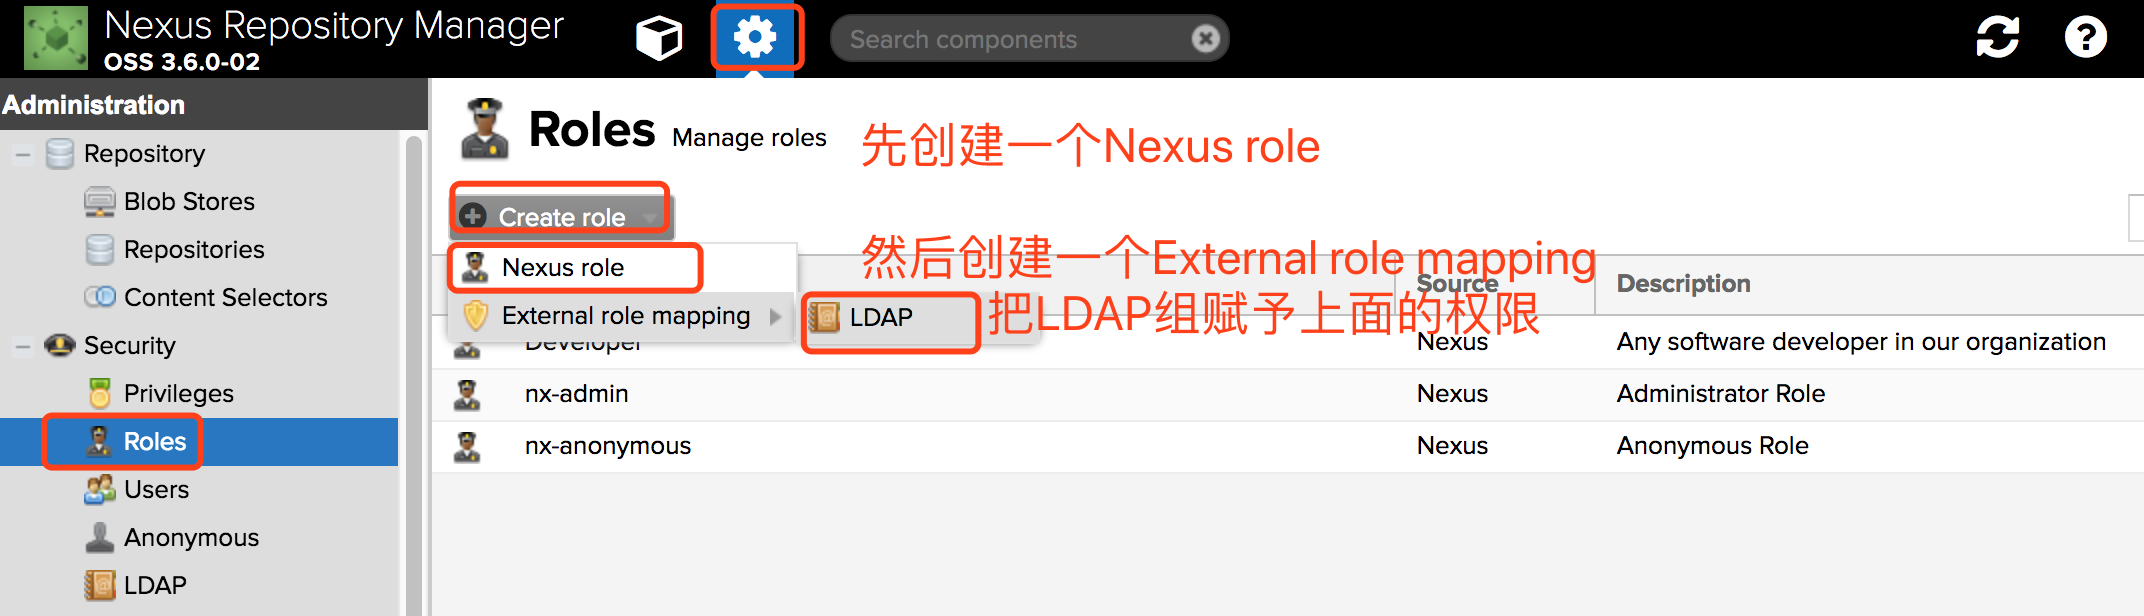 Nexus Repository Manager
OSS 3.6.0-02
Search components
Administration
Repository
Blob Stores
Repositories
Content Selectors
Security
Privileges
Roles
Users
Anonymous
LDAP
Roles Manage roles
先创建一个Nexus role
Create role
Nexus role
External role mapping
LDAP
然后创建一个External role mapping
把LDAP组赋予上面的权限
Source Description
Developer Nexus Any software developer in our organization
nx-admin Nexus Administrator Role
nx-anonymous Nexus Anonymous Role